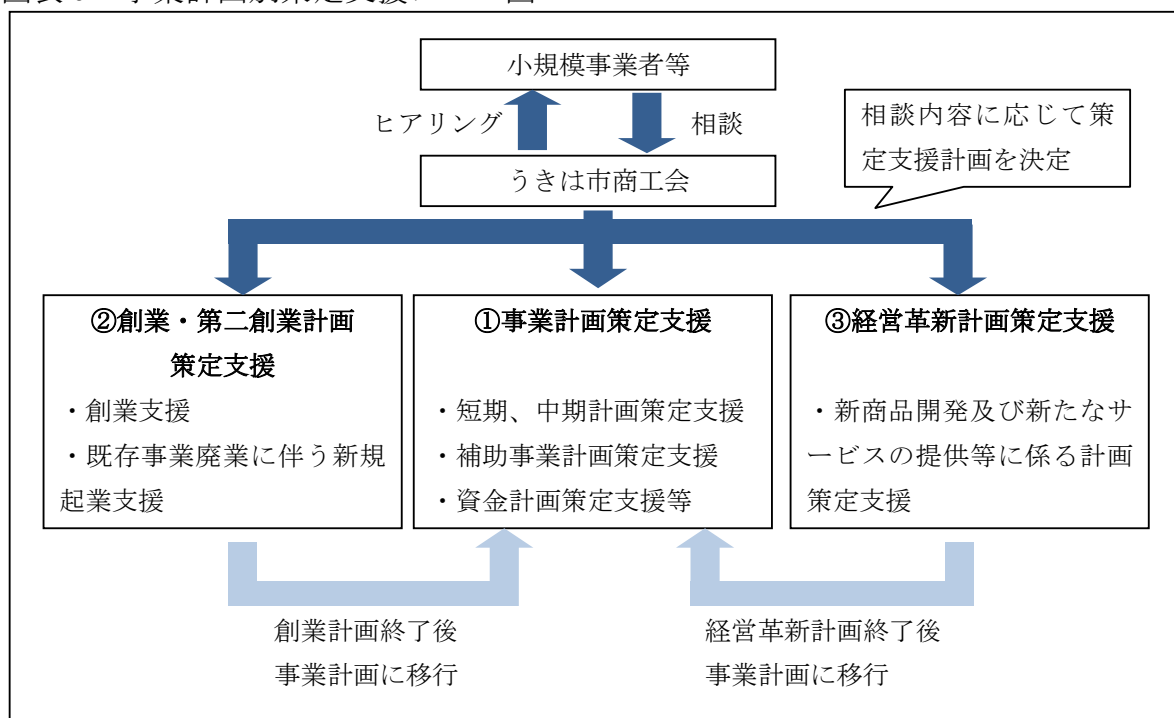 小規模事業者等
ヒアリング
相談
相談内容に応じて策
定支援計画を決定
うきは市商工会
②創業・第二創業計画
策定支援
・創業支援
・既存事業廃業に伴う新規
起業支援
①事業計画策定支援
・短期、中期計画策定支援
・補助事業計画策定支援
・資金計画策定支援等
③経営革新計画策定支援
・新商品開発及び新たなサ
ービスの提供等に係る計画
策定支援
創業計画終了後
事業計画に移行
経営革新計画終了後
事業計画に移行